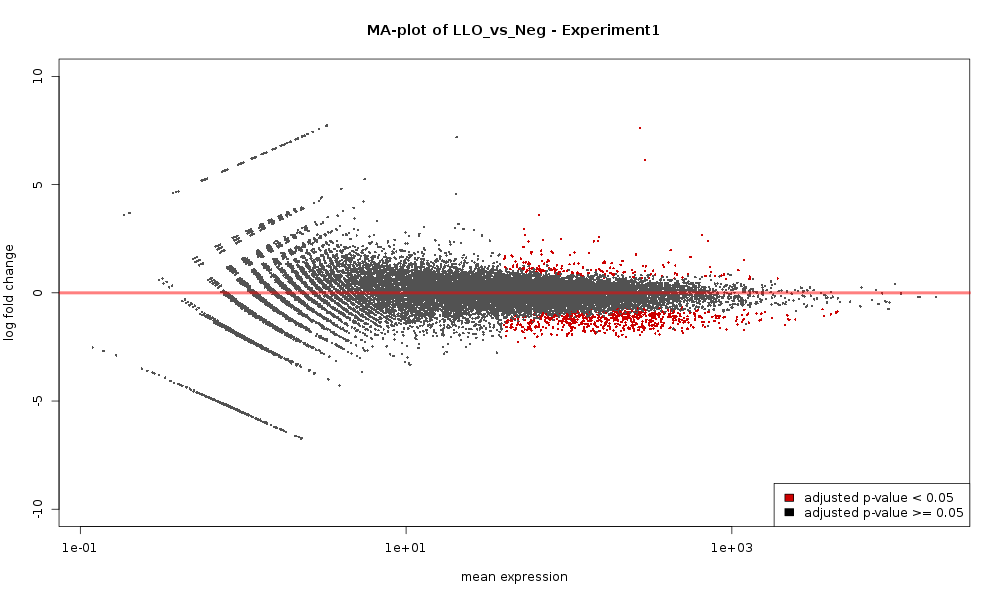 MA-plot of LLO_vs_Neg - Experiment1
10
5
0
-5
-10
log fold change
1e-01
1e+01
1e+03
mean expression
adjusted p-value < 0.05
adjusted p-value >= 0.05